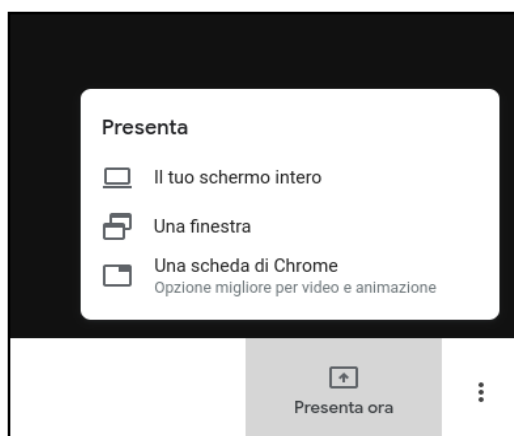 Presenta
Il tuo schermo intero
Una finestra
Una scheda di Chrome
Opzione migliore per video e animazione
Presenta ora